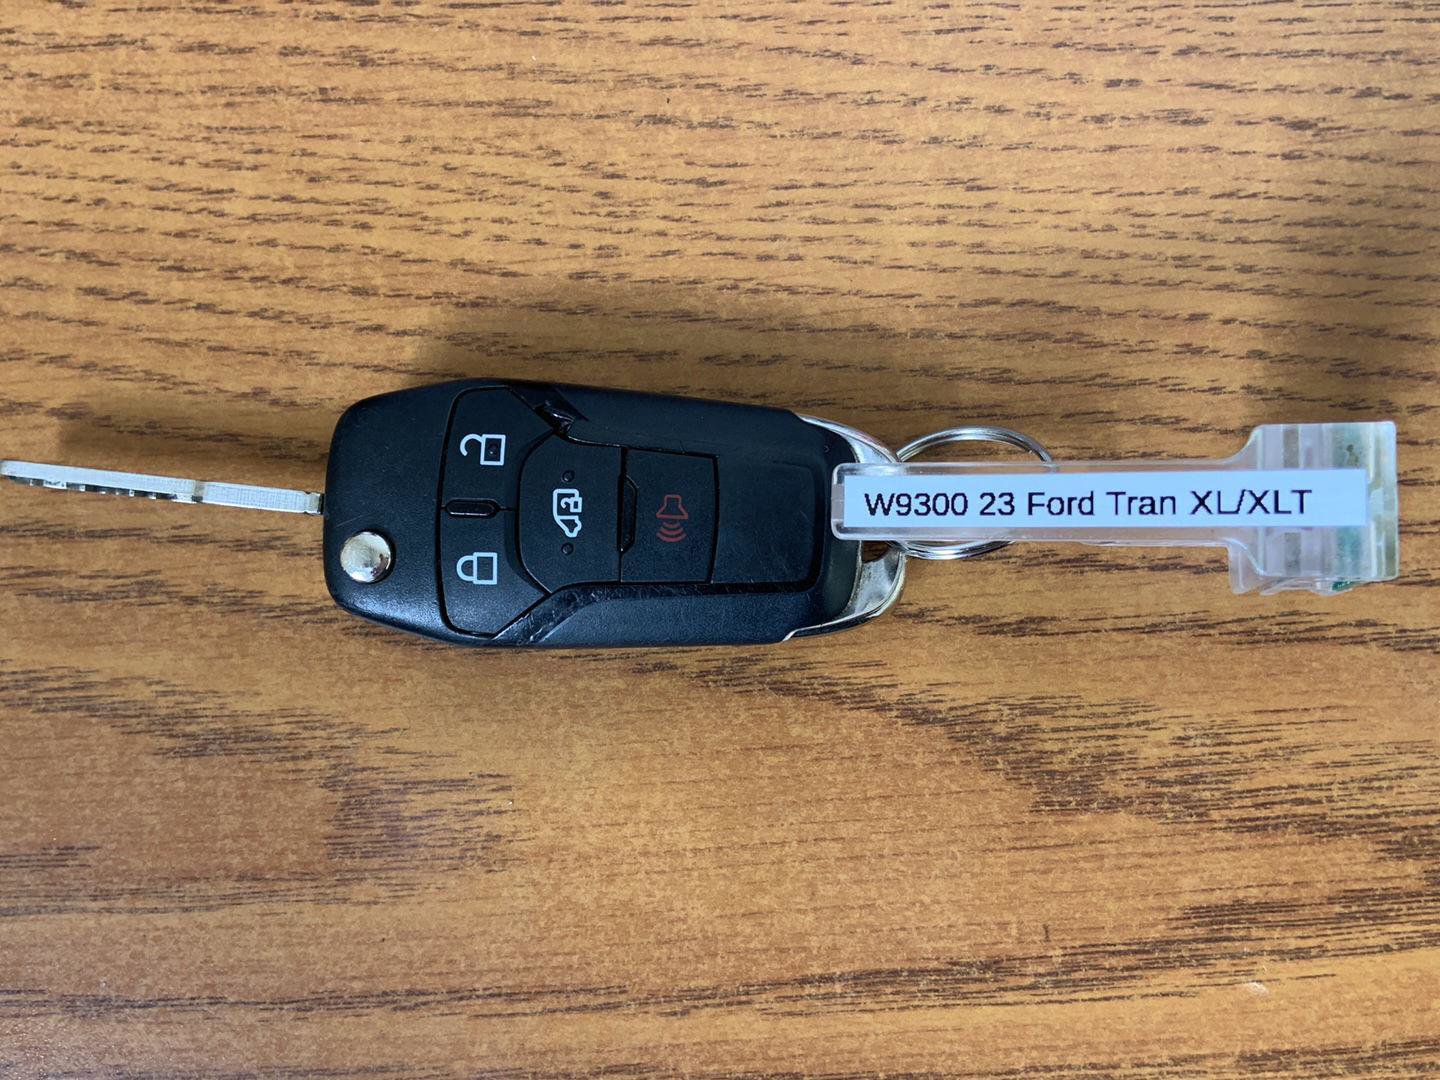 W9300 23 Ford Tran XL/XLT